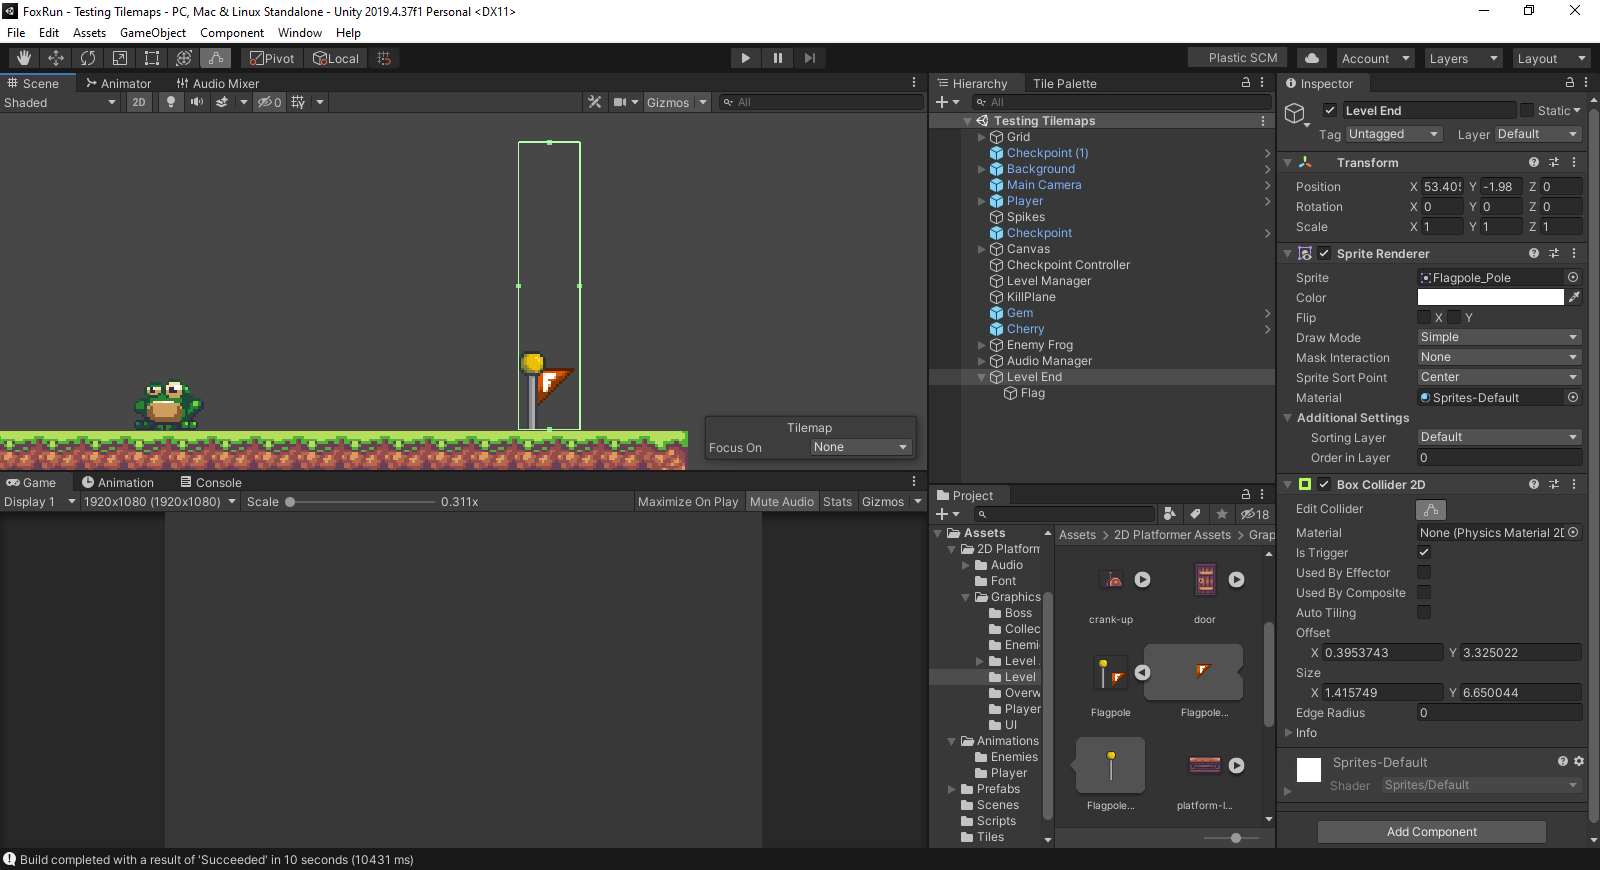 FoxRun - Testing Tilemaps - PC, Mac & Linux Standalone - Unity 2019.4.37f1 Personal <DX11>
File Edit Assets GameObject Component Window Help
Pivot Local Plastic SCM Account Layers Layout
Scene Animator Audio Mixer
Shaded 2D 0 Gizmos All
F
Tilemap
Focus On None
Game Animation Console
Display 1 1920x1080 (1920x1080) Scale 0.311x Maximize On Play Mute Audio Stats Gizmos
Hierarchy Tile Palette
All
Testing Tilemaps
Grid
Checkpoint (1)
Background
Main Camera
Player
Spikes
Checkpoint
Canvas
Checkpoint Controller
Level Manager
KillPlane
Gem
Cherry
Enemy Frog
Audio Manager
Level End
Flag
Project
18
Assets
2D Platform
Audio
Font
Graphics
Boss
Collec
Enemi
Level
Level
Overw
Player
UI
Animations
Enemies
Player
Prefabs
Scenes
Scripts
Tiles
Assets > 2D Platformer Assets > Grap
crank-up door
F F
Flagpole Flagpole...
Flagpole... platform-l...
Inspector
Level End Static
Tag Untagged Layer Default
Transform
Position X 53.405 Y -1.98 Z 0
Rotation X 0 Y 0 Z 0
Scale X 1 Y 1 Z 1
Sprite Renderer
Sprite Flagpole_Pole
Color
Flip X Y
Draw Mode Simple
Mask Interaction None
Sprite Sort Point Center
Material Sprites-Default
Additional Settings
Sorting Layer Default
Order in Layer 0
Box Collider 2D
Edit Collider
Material None (Physics Material 2D
Is Trigger
Used By Effector
Used By Composite
Auto Tiling
Offset
X 0.3953743 Y 3.325022
Size
X 1.415749 Y 6.650044
Edge Radius 0
Info
Sprites-Default
Shader Sprites/Default
Add Component
Build completed with a result of 'Succeeded' in 10 seconds (10431 ms)